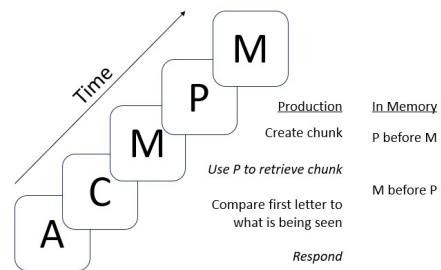 M
P
Time
M
C
A
Production In Memory
Create chunk
P before M
Use P to retrieve chunk
M before P
Compare first letter to
what is being seen
Respond